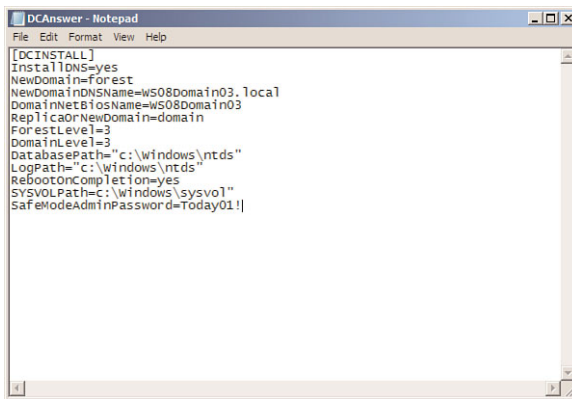 DCAnswer - Notepad
File Edit Format View Help
[DCINSTALL]
InstallDNS=yes
NewDomain=forest
NewDomainDNSName=WS08Domain03.local
DomainNetBiosName=WS08Domain03
ReplicaOrNewDomain=domain
ForestLevel=3
DomainLevel=3
DatabasePath="c:\Windows\ntds"
LogPath="c:\Windows\ntds"
RebootOnCompletion=yes
SYSVOLPath=c:\Windows\sysvol"
SafeModeAdminPassword=Today01!